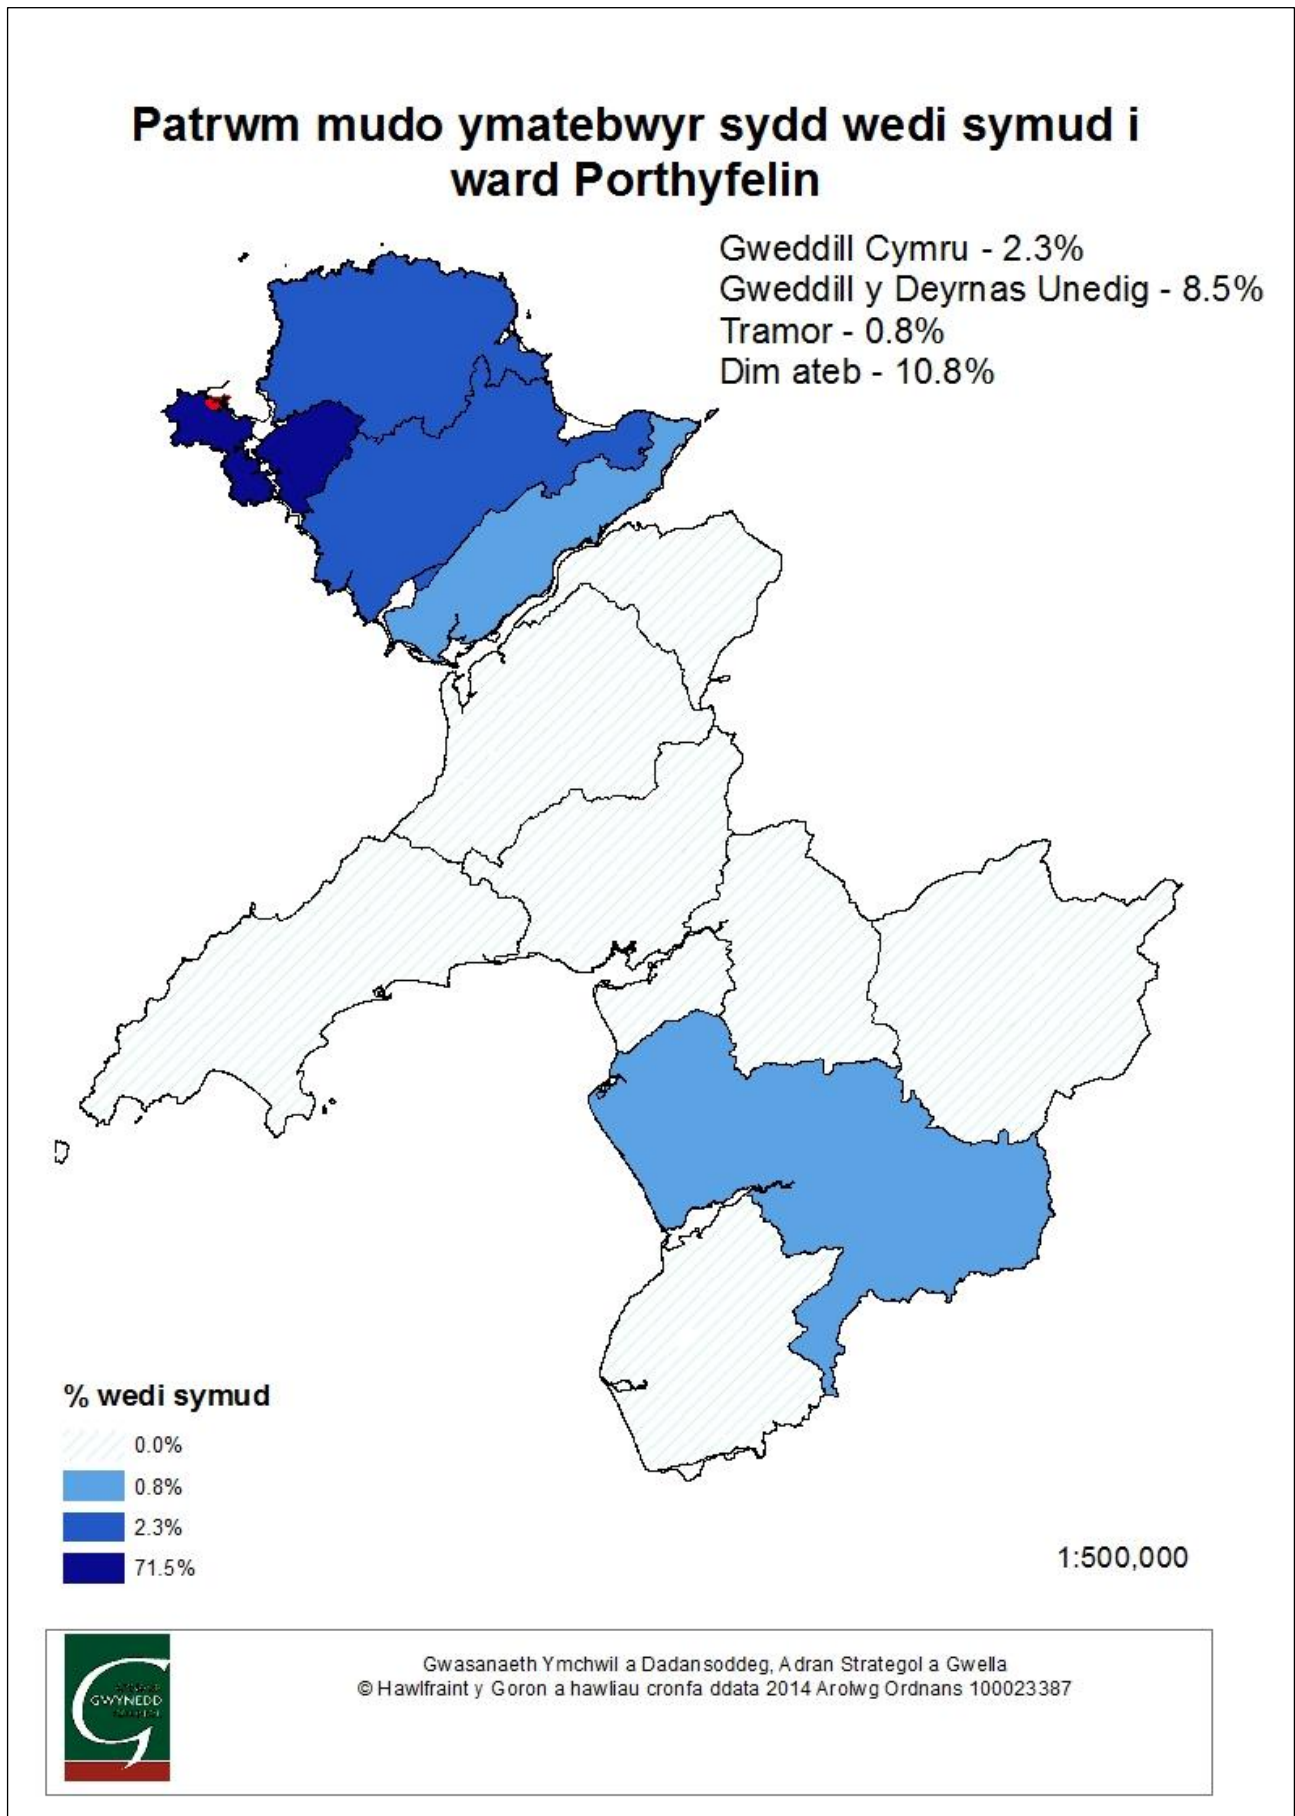 Patrwm mudo ymatebwyr sydd wedi symud i
ward Porthyfelin
Gweddill Cymru - 2.3%
Gweddill y Deyrnas Unedig - 8.5%
Tramor - 0.8%
Dim ateb - 10.8%
% wedi symud
0.0%
0.8%
2.3%
71.5%
1:500,000
GWYNEDD
Gwasanaeth Ymchwil a Dadansoddeg, Adran Strategol a Gwella
© Hawlfraint y Goron a hawliau cronfa ddata 2014 Arolwg Ordnans 100023387